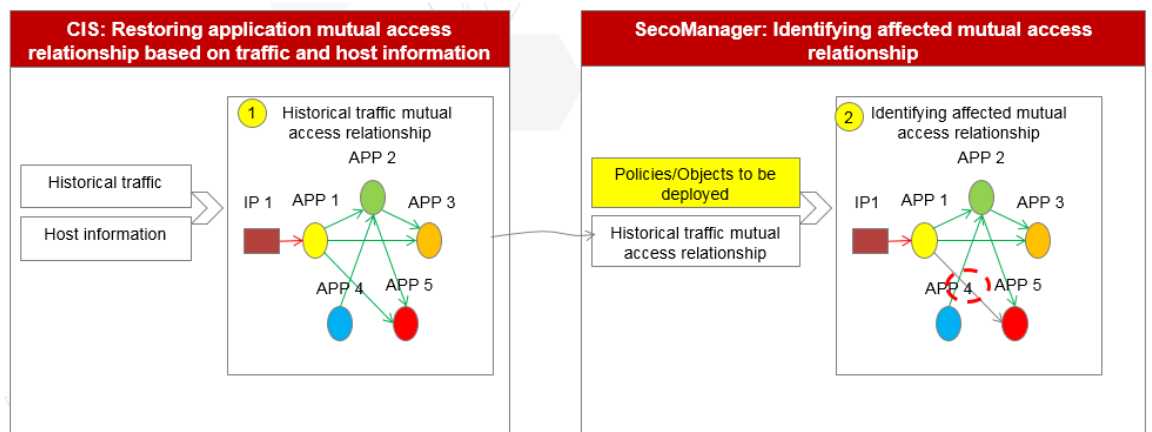 CIS: Restoring application mutual access
relationship based on traffic and host information
Historical traffic
Host information
1
Historical traffic mutual
access relationship
APP 2
IP 1
APP 1
APP 3
APP 4
APP 5
SecoManager: Identifying affected mutual access
relationship
Policies/Objects to be
deployed
Historical traffic mutual
access relationship
2
Identifying affected mutual
access relationship
APP 2
IP1
APP 1
APP 3
APP 4
APP 5